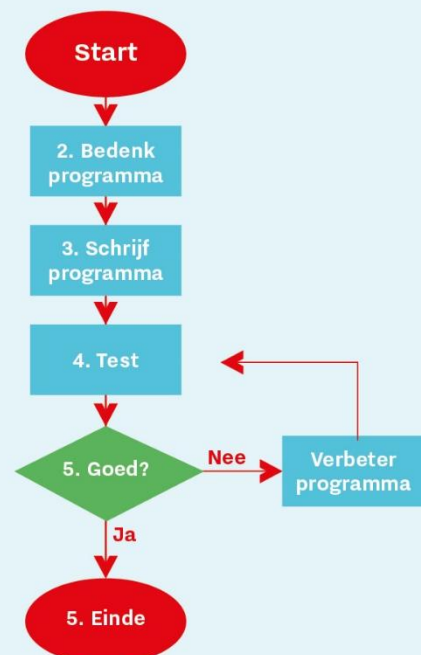 Start
2. Bedenk
programma
3. Schrijf
programma
4. Test
5. Goed?
Nee
Verbeter
programma
Ja
5. Einde